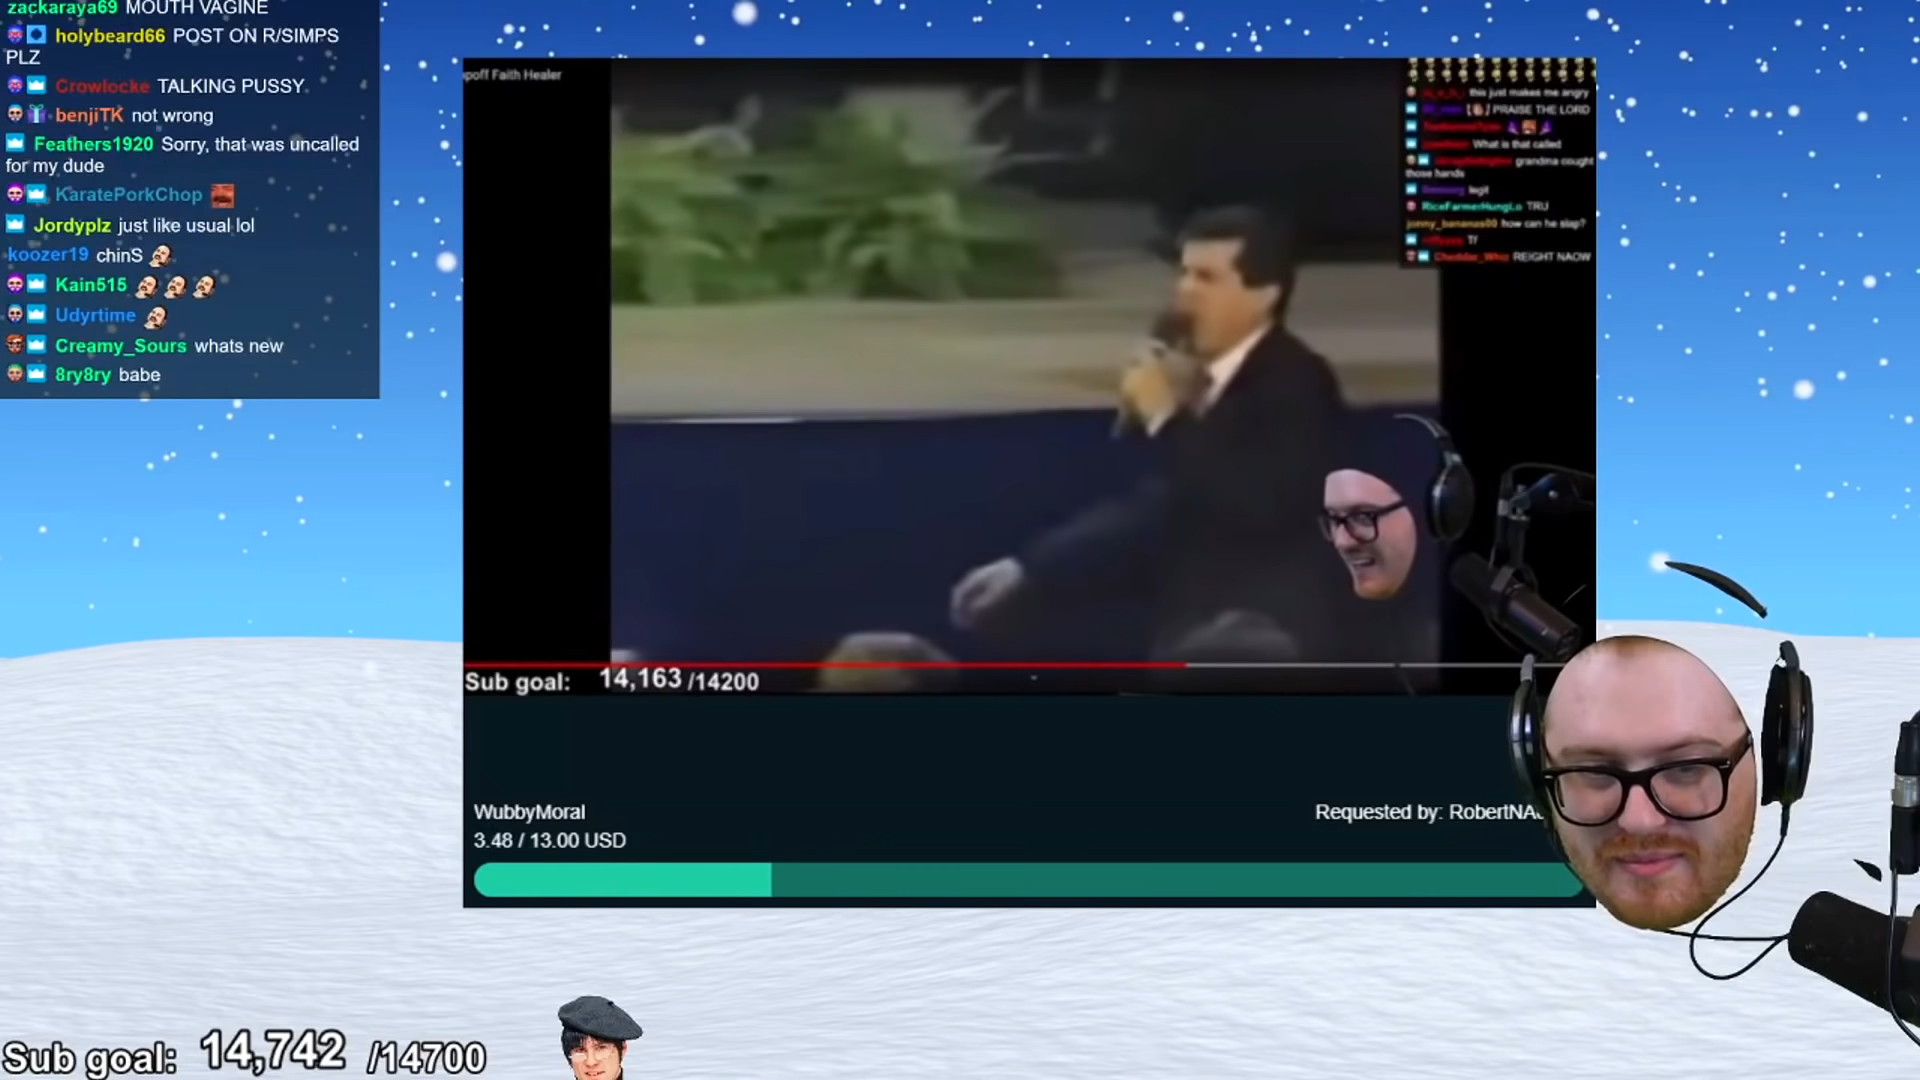 zackaraya69 MOUTH VAGINE
holybeard66 POST ON R/SIMPS
PLZ
Crowlocke TALKING PUSSY
benjiTK not wrong
Feathers1920 Sorry, that was uncalled
for my dude
KaratePorkChop
Jordyplz just like usual lol
koozer19 chinS
Kain515
Udyrtime
Creamy_Sours whats new
8ry8ry babe
poff Faith Healer
this just makes me angry
PRAISE THE LORD
What is that called
grandma cought
those hands
legit
RiceFarmerHungLo TRU
jonny_bananas00 how can he slap?
Tf
Cheddar_Whiz REIGHT NAOW
Sub goal: 14,163 /14200
WubbyMoral
Requested by: RobertNA
3.48 / 13.00 USD
Sub goal: 14,742 /14700